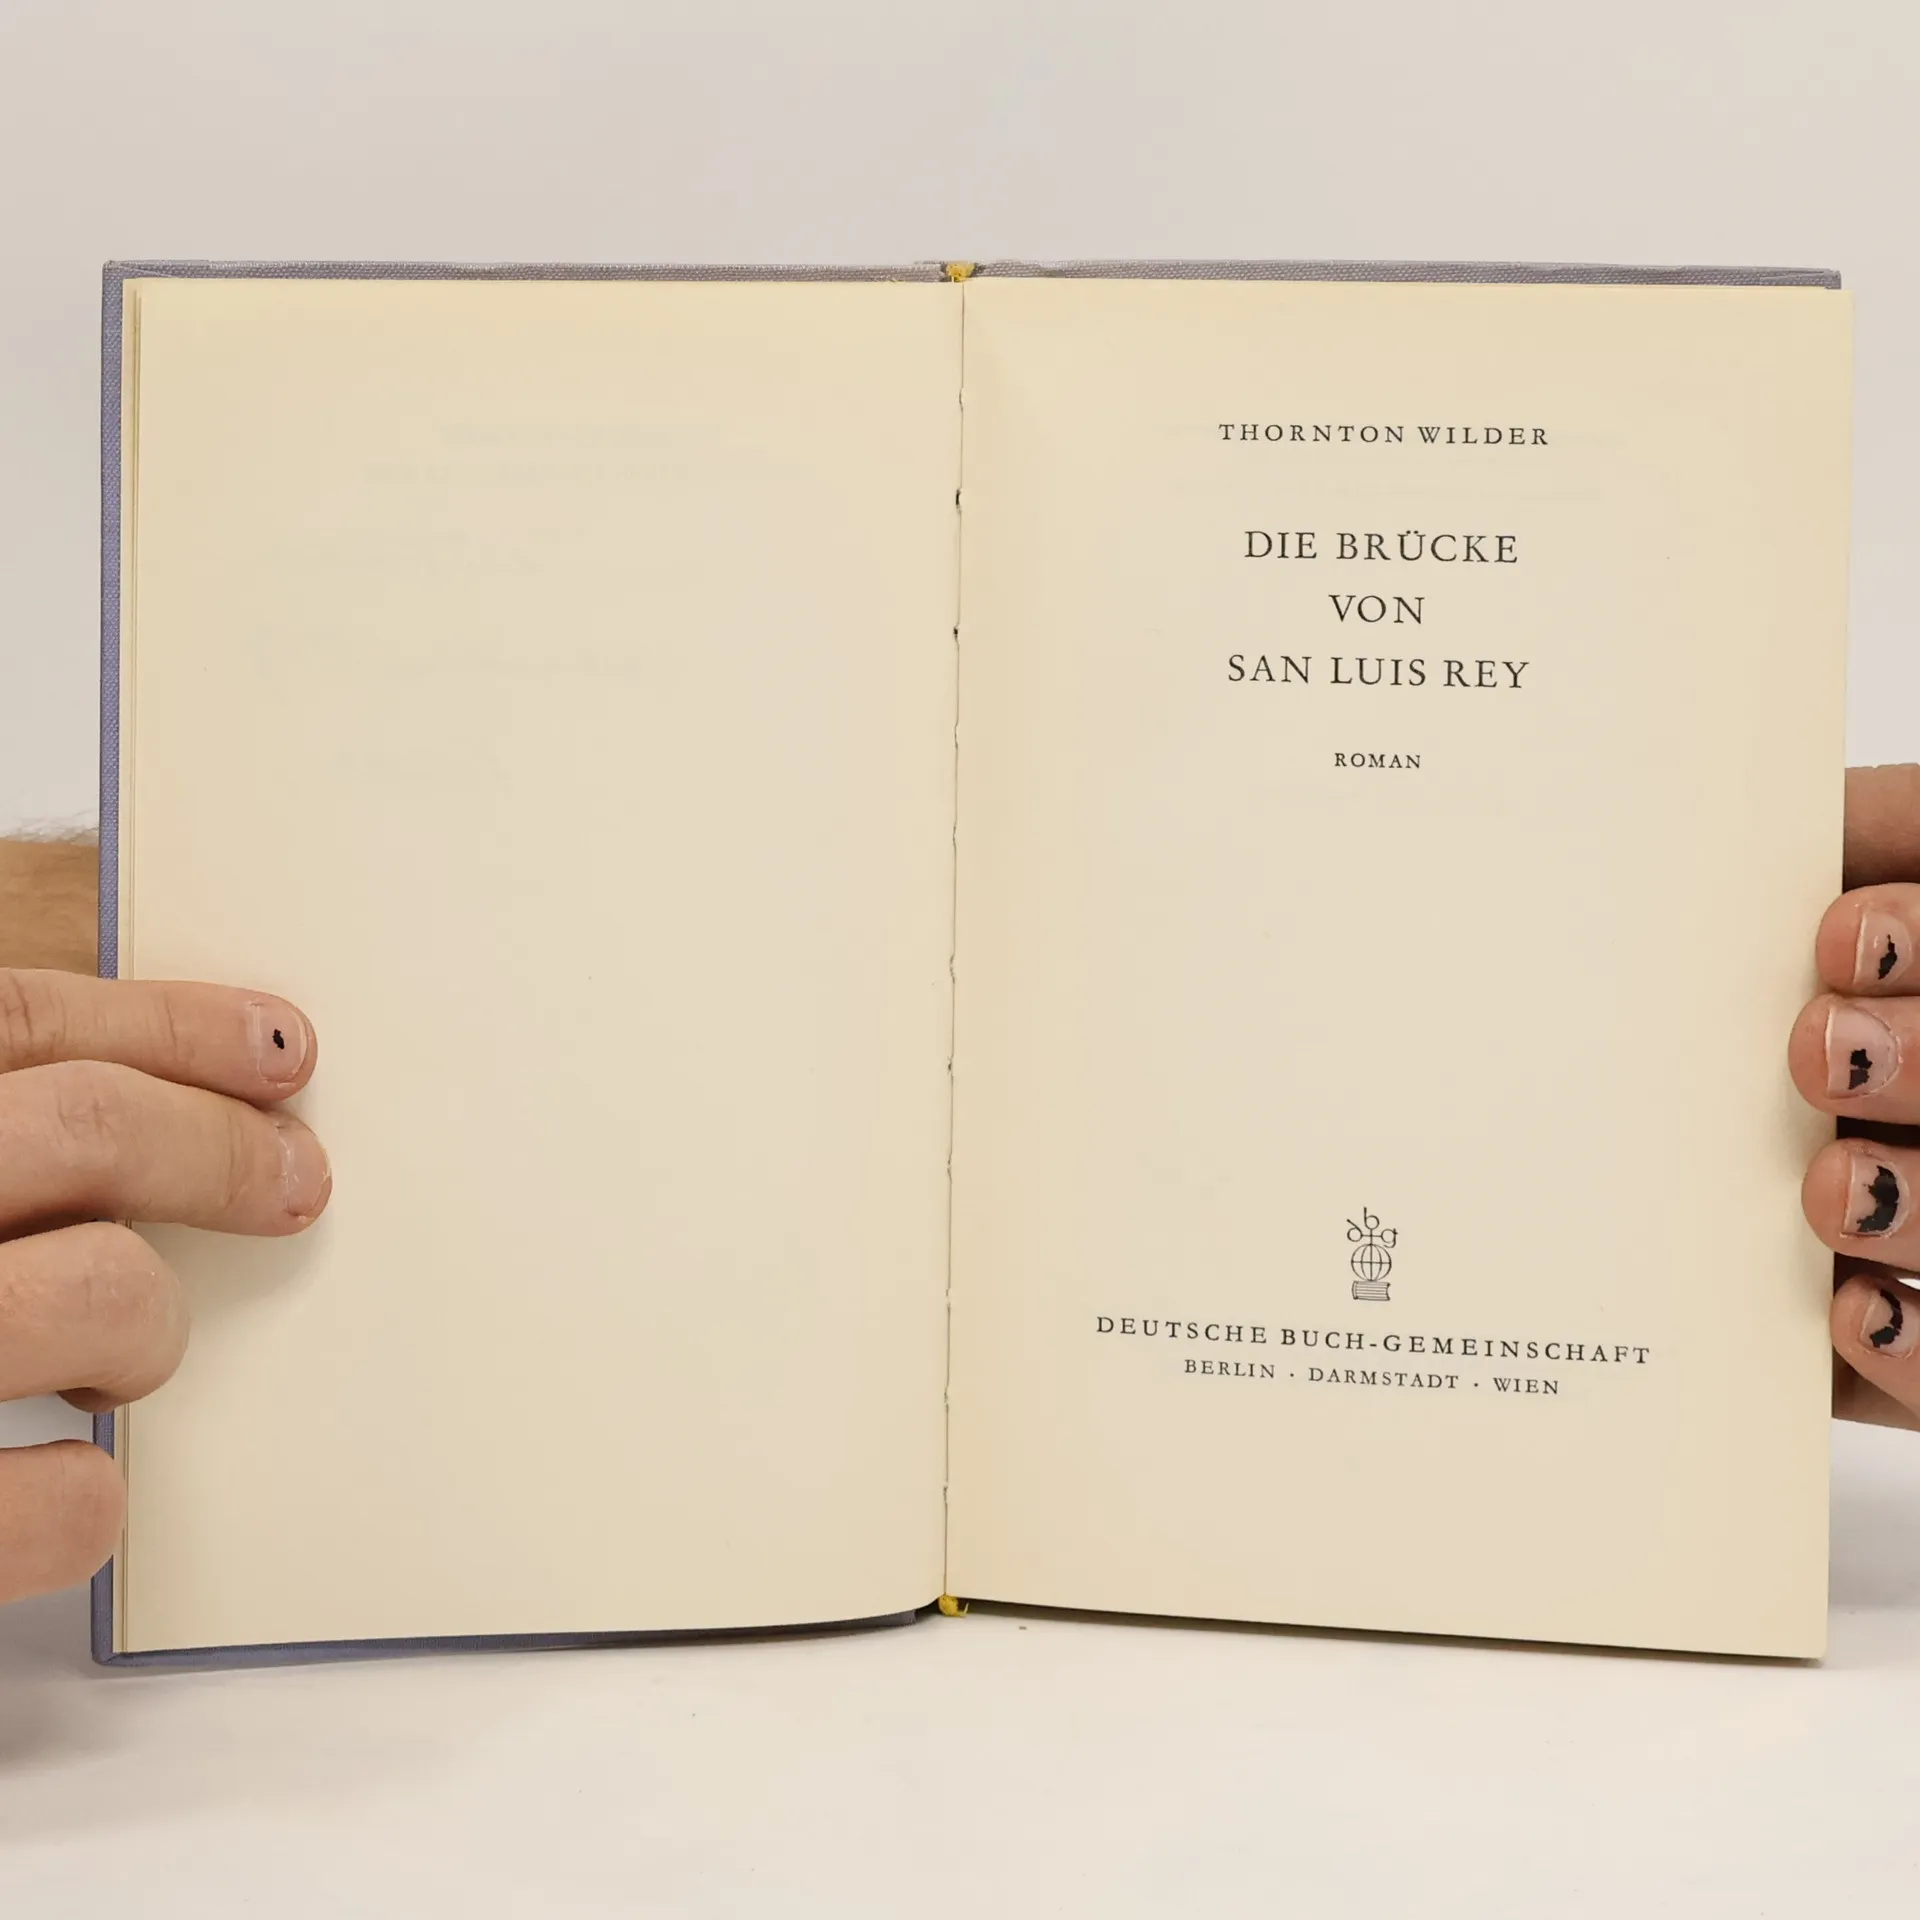 THORNTON WILDER
DIE BRÜCKE
VON
SAN LUIS REY
ROMAN
dbg
DEUTSCHE BUCH-GEMEINSCHAFT
BERLIN · DARMSTADT · WIEN